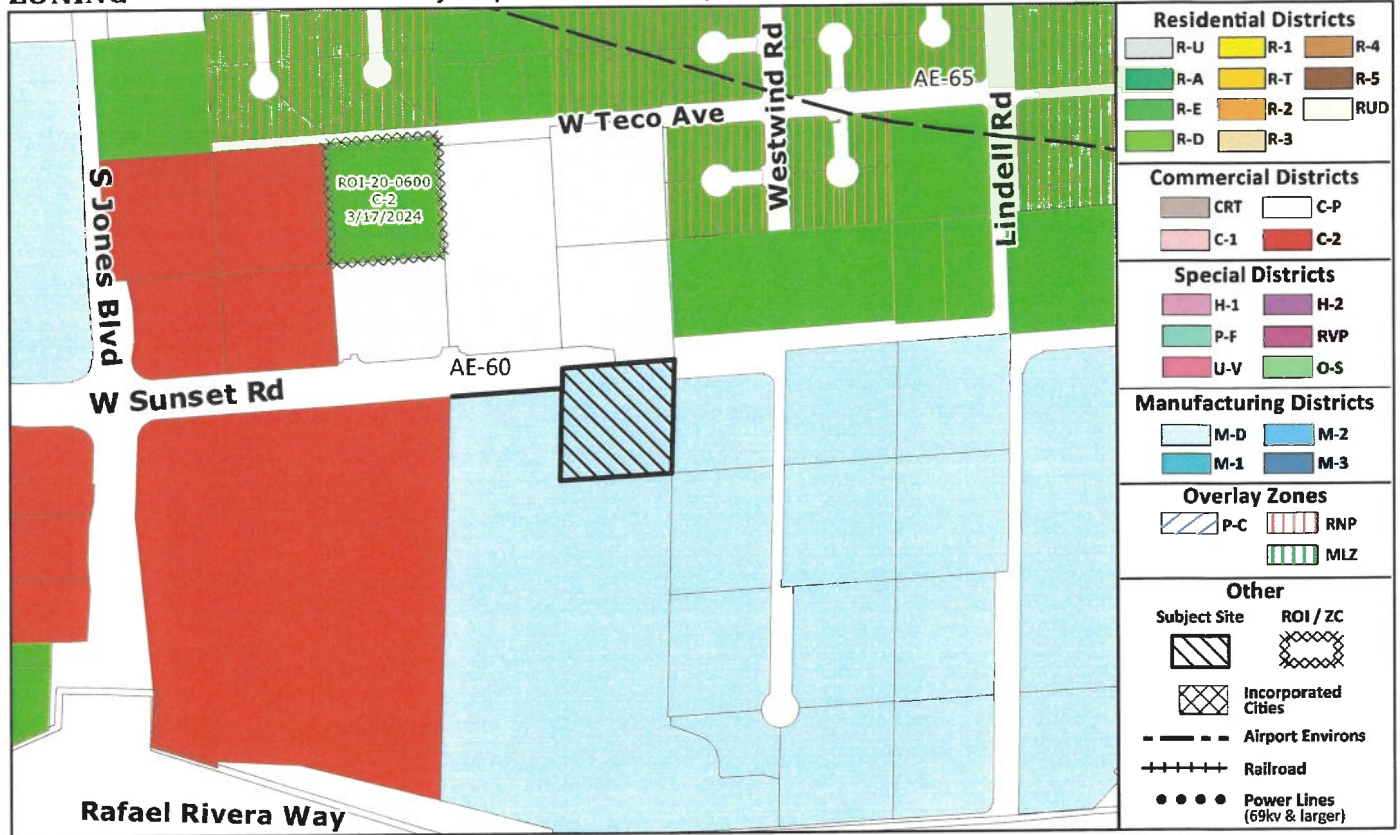 ZONING
AE-65
W Teco Ave
Westwind Rd
Lindell Rd
S Jones Blvd
ROI-20-0600
C-2
3/17/2024
AE-60
W Sunset Rd
Rafael Rivera Way
Residential Districts
R-U
R-1
R-4
R-A
R-T
R-5
R-E
R-2
RUD
R-D
R-3
Commercial Districts
CRT
C-P
C-1
C-2
Special Districts
H-1
H-2
P-F
RVP
U-V
O-S
Manufacturing Districts
M-D
M-2
M-1
M-3
Overlay Zones
P-C
RNP
MLZ
Other
Subject Site
ROI / ZC
Incorporated
Cities
Airport Environs
Railroad
Power Lines
(69kv & larger)